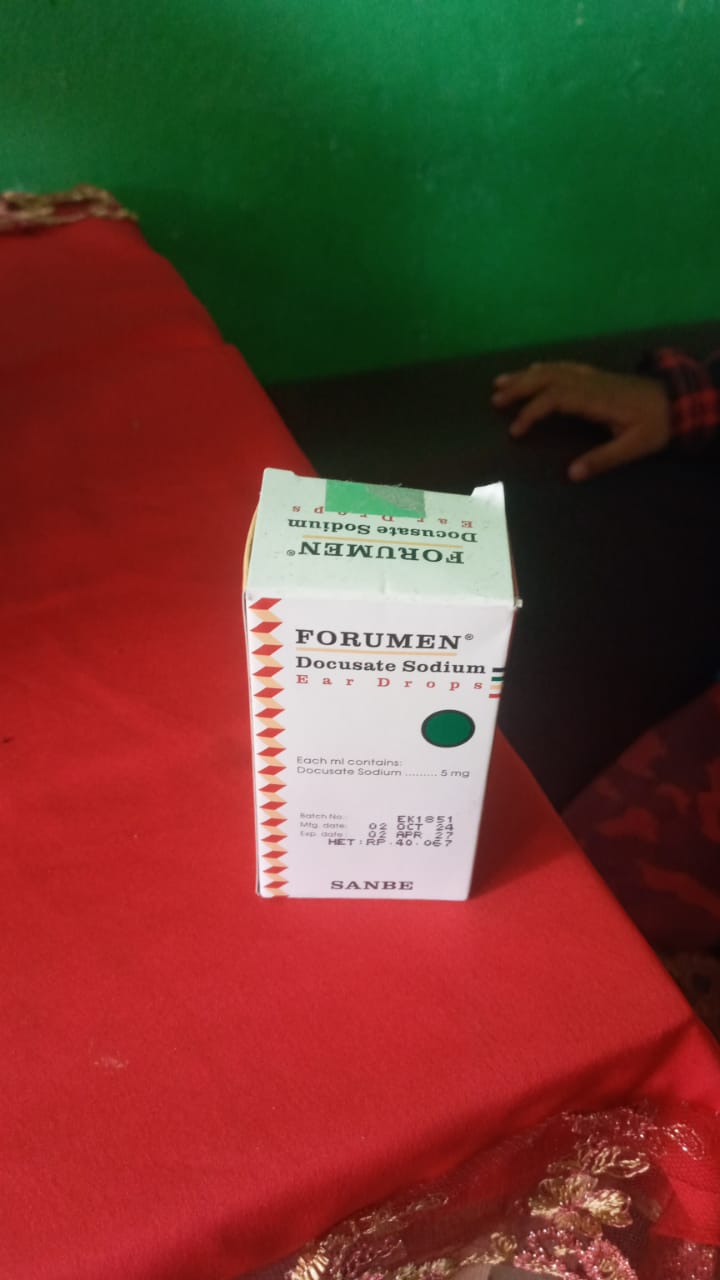 FORUMEN®
Docusate Sodium
Ear Drops
FORUMEN®
Docusate Sodium
Ear Drops
Each ml contains:
Docusate Sodium ......... 5 mg
Batch No.: EK1851
Mfg. date: 02 OCT 24
Exp. date: 02 APR 27
HET:RP.40.067
SANBE